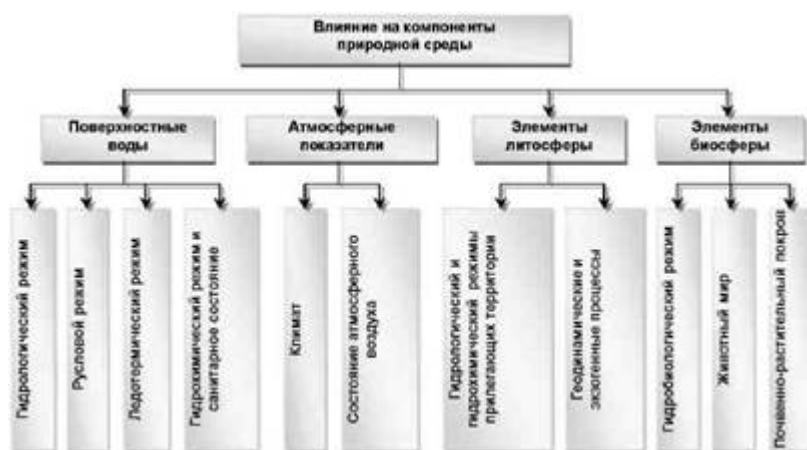 Влияние на компоненты
природной среды
Поверхностные
воды
Атмосферные
показатели
Элементы
литосферы
Элементы
биосферы
Гидрологический режим
Русловой режим
Ледотермический режим
Гидрохимический режим и
санитарное состояние
Климат
Состояние атмосферного
воздуха
Гидрологический и
гидрохимический режимы
прилегающих территории
Геодинамические и
экзогенные процессы
Гидробиологический режим
Животный мир
Почвенно-растительный покров